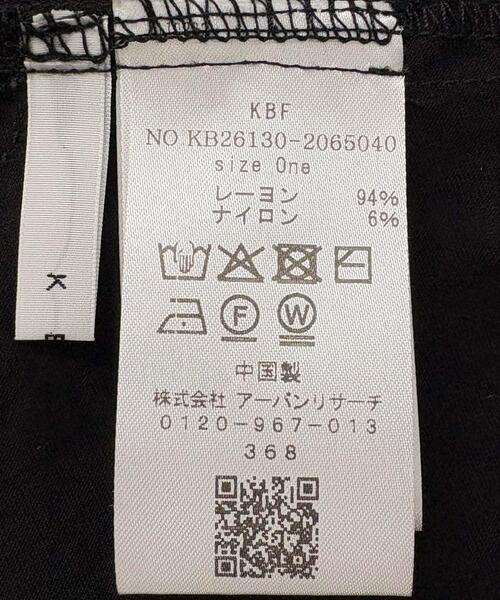 KBF
NO KB26130-2065040
size One
レーヨン 94%
ナイロン 6%
F W
中国製
株式会社 アーバンリサーチ
0120-967-013
368
K